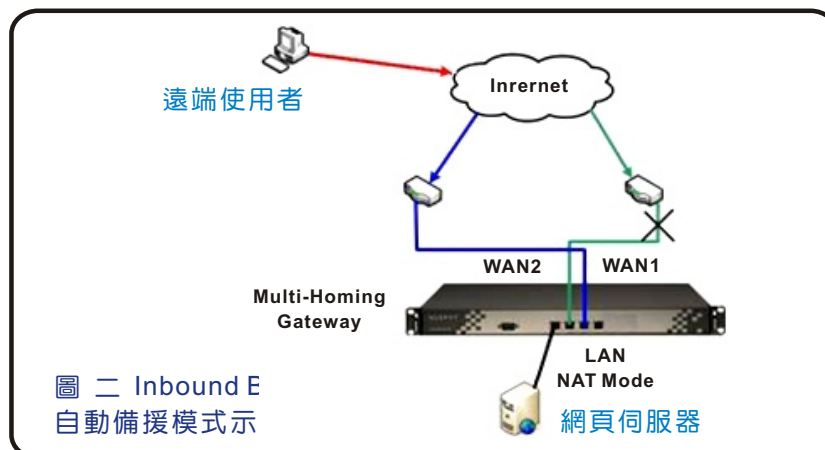 Inrernet
遠端使用者
WAN2
WAN1
Multi-Homing
Gateway
LAN
NAT Mode
圖 二 Inbound B
自動備援模式示
網頁伺服器